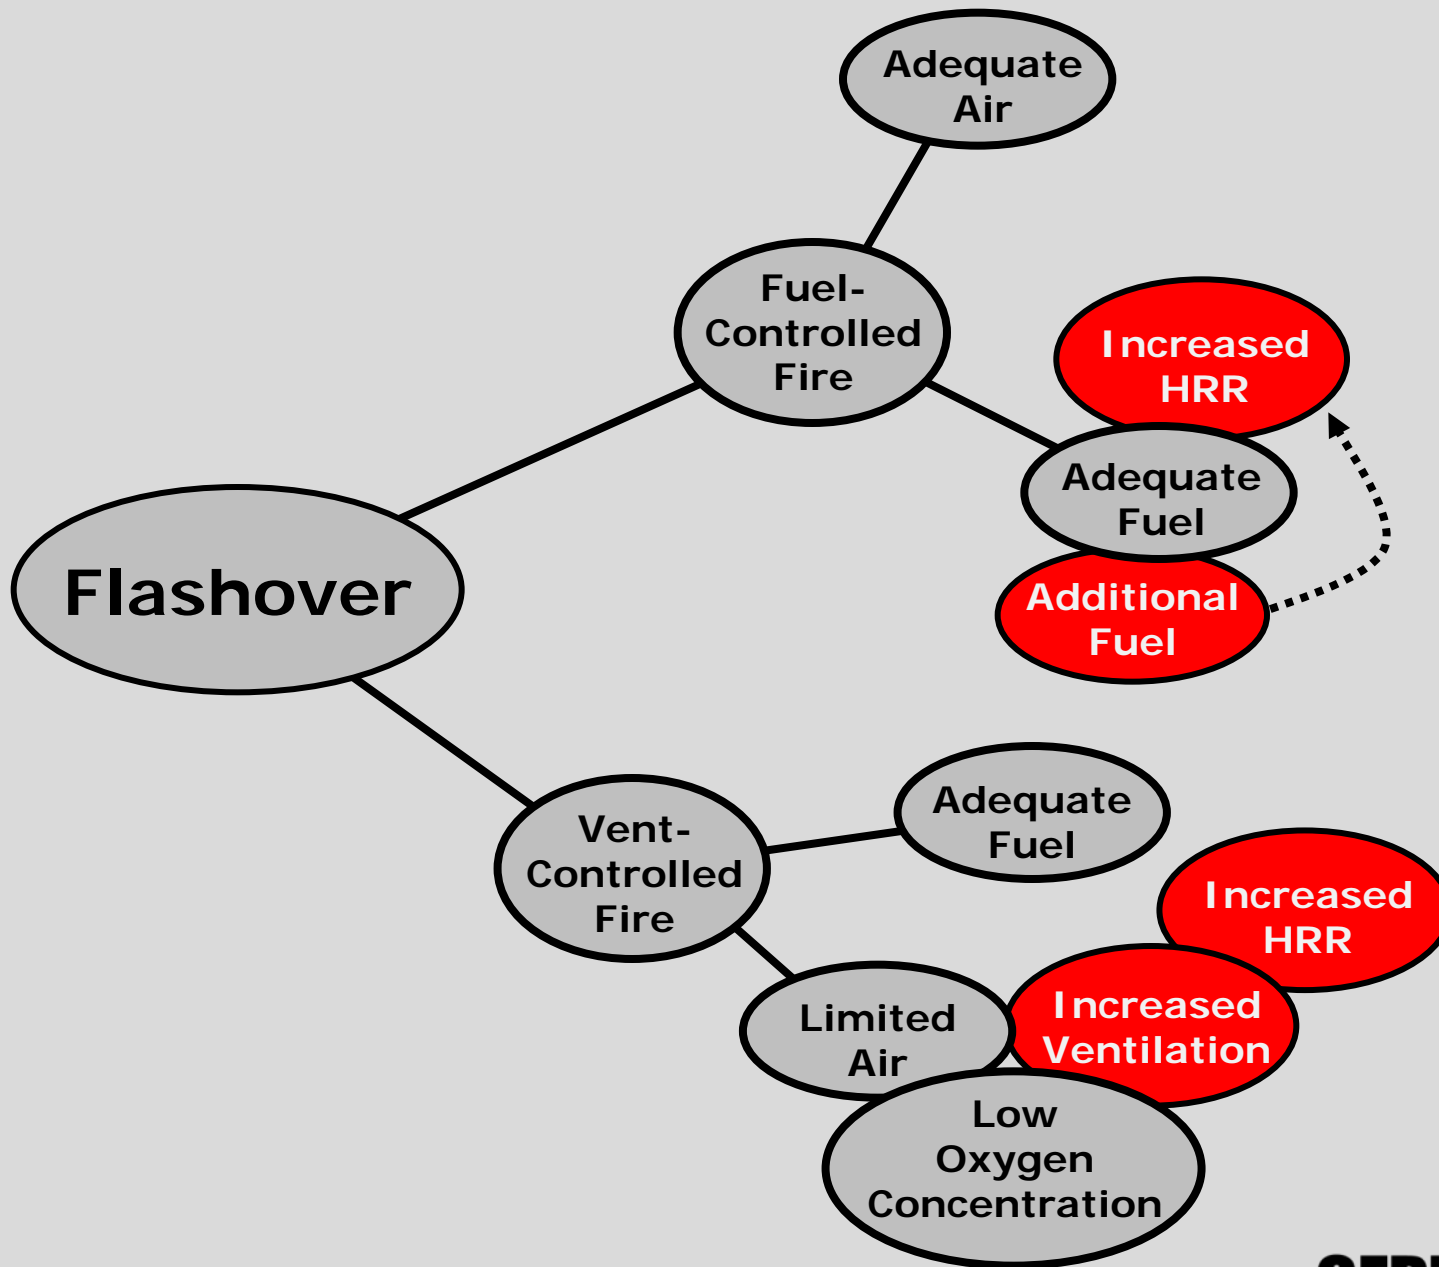 Adequate
Air
Fuel-
Controlled
Fire
Increased
HRR
Adequate
Fuel
Additional
Fuel
Flashover
Vent-
Controlled
Fire
Adequate
Fuel
Increased
HRR
Increased
Ventilation
Limited
Air
Low
Oxygen
Concentration